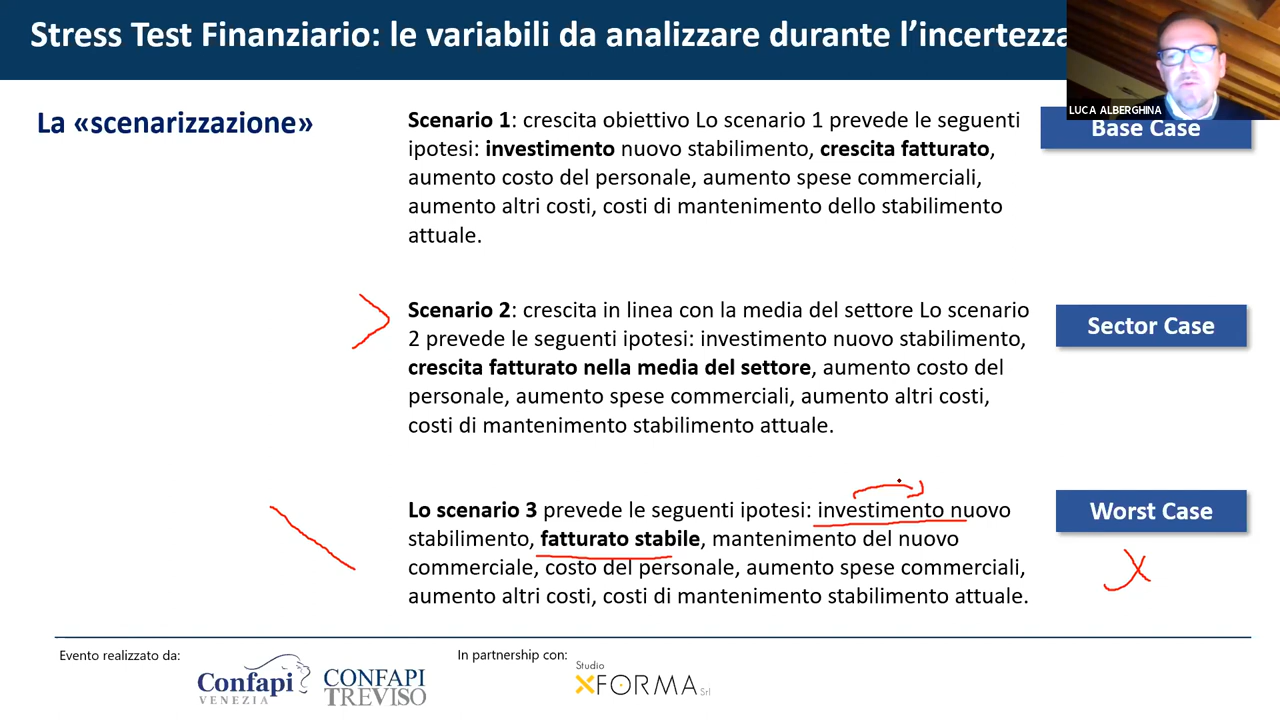 Stress Test Finanziario: le variabili da analizzare durante l’incertezza
LUCA ALBERGHINA
La «scenarizzazione»
Scenario 1: crescita obiettivo Lo scenario 1 prevede le seguenti
ipotesi: investimento nuovo stabilimento, crescita fatturato,
aumento costo del personale, aumento spese commerciali,
aumento altri costi, costi di mantenimento dello stabilimento
attuale.
Base Case
Scenario 2: crescita in linea con la media del settore Lo scenario
2 prevede le seguenti ipotesi: investimento nuovo stabilimento,
crescita fatturato nella media del settore, aumento costo del
personale, aumento spese commerciali, aumento altri costi,
costi di mantenimento stabilimento attuale.
Sector Case
Lo scenario 3 prevede le seguenti ipotesi: investimento nuovo
stabilimento, fatturato stabile, mantenimento del nuovo
commerciale, costo del personale, aumento spese commerciali,
aumento altri costi, costi di mantenimento stabilimento attuale.
Worst Case
Evento realizzato da:
Confapi
VENEZIA
CONFAPI
TREVISO
In partnership con:
Studio
XFORMA Srl